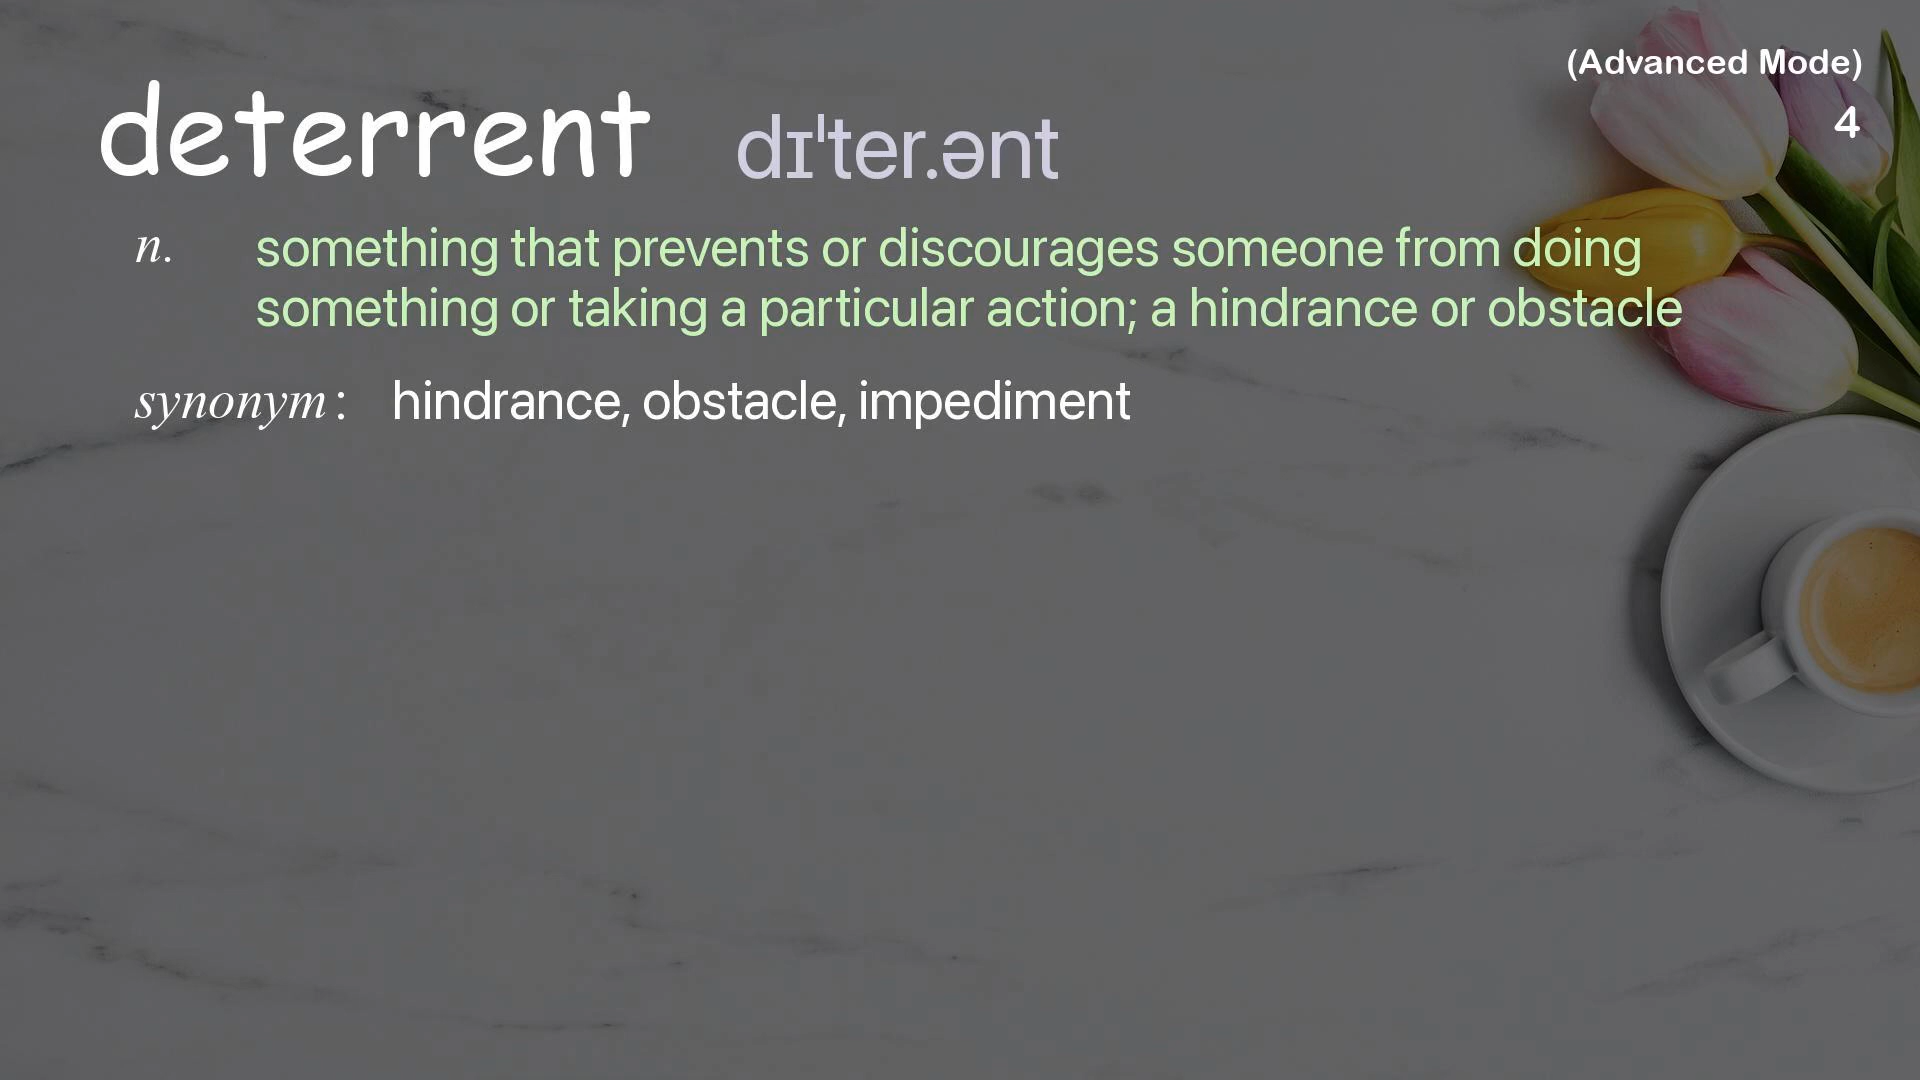 (Advanced Mode)
deterrent dɪˈter.ənt
4
n. something that prevents or discourages someone from doing
something or taking a particular action; a hindrance or obstacle
synonym : hindrance, obstacle, impediment